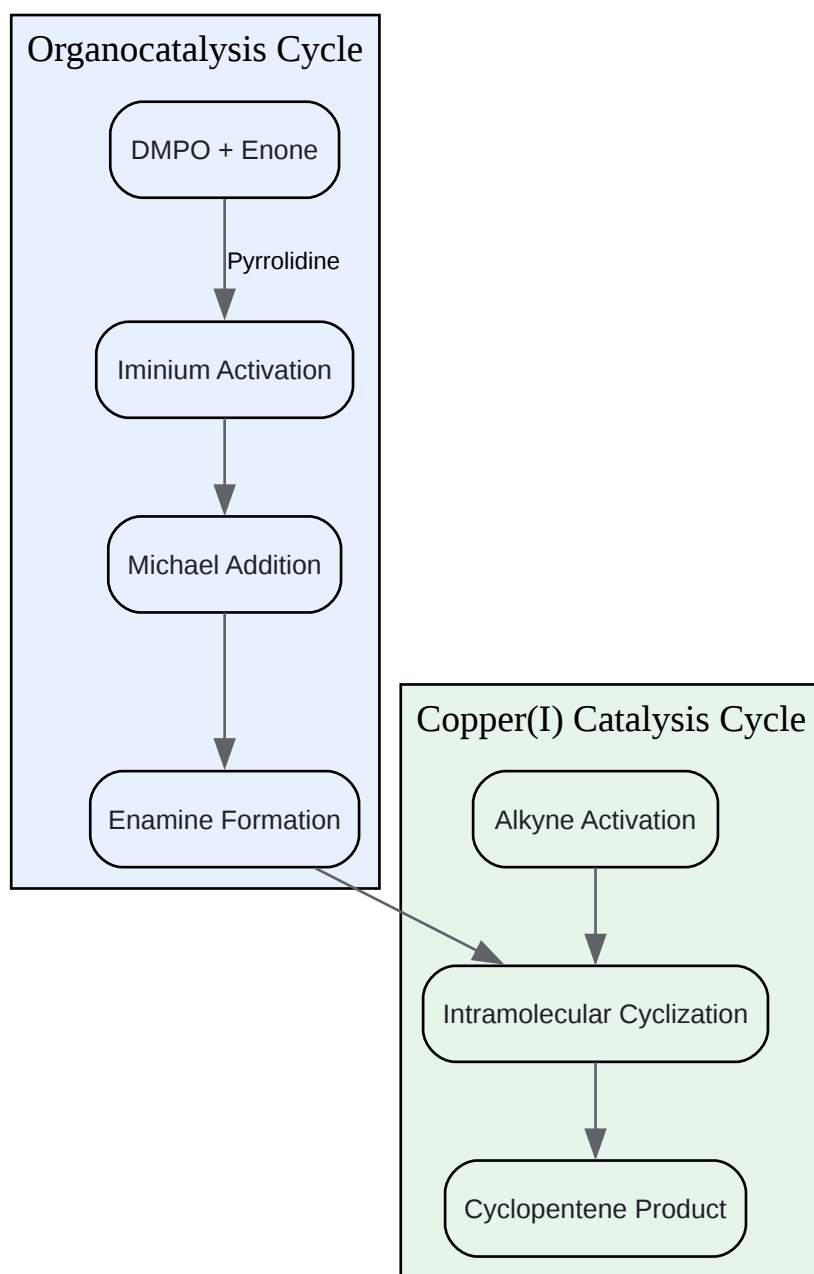 Organocatalysis Cycle
DMPO + Enone
Pyrrolidine
Iminium Activation
Michael Addition
Enamine Formation
Copper(I) Catalysis Cycle
Alkyne Activation
Intramolecular Cyclization
Cyclopentene Product